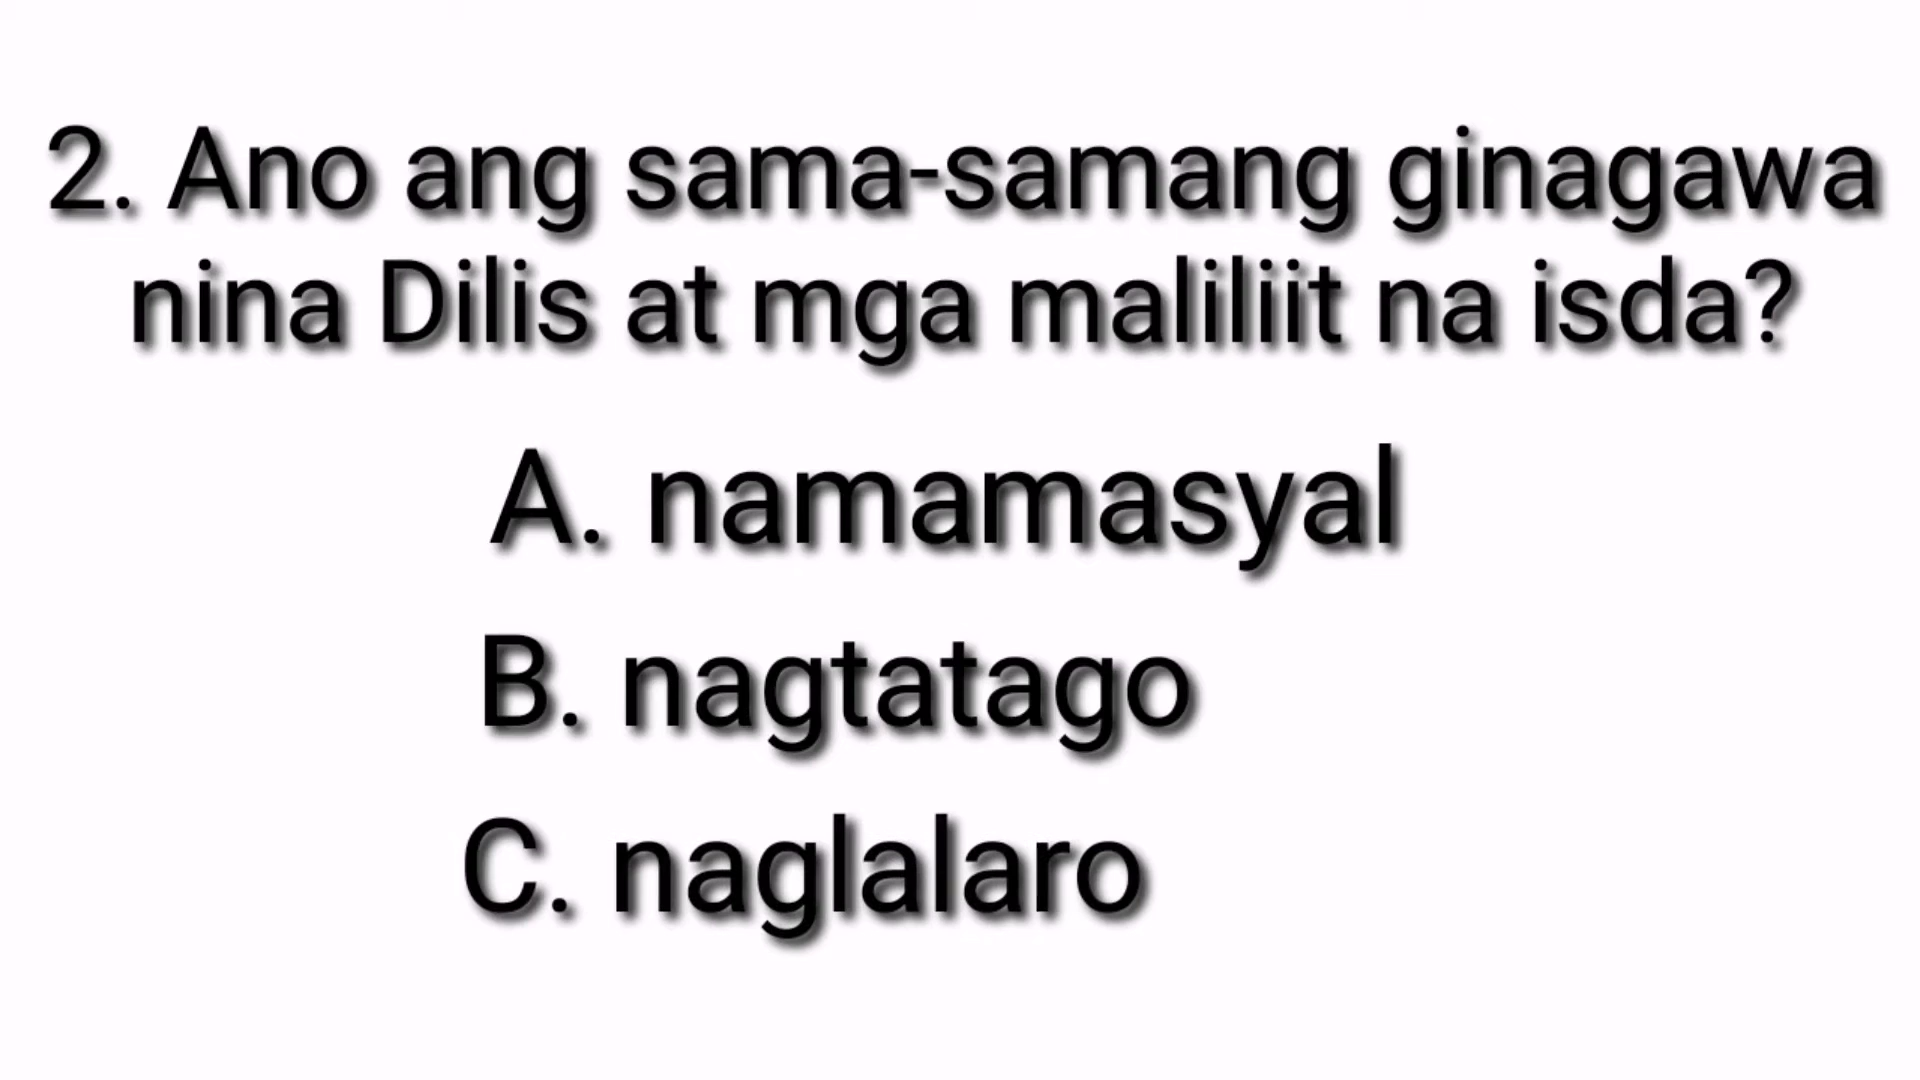 2. Ano ang sama-samang ginagawa
nina Dilis at mga maliliit na isda?
A. namamasyal
B. nagtatago
C. naglalaro